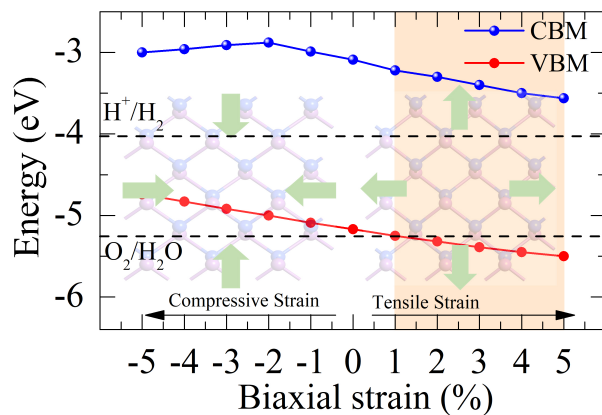 CBM
VBM
-3
-4
-5
-6
Energy (eV)
H+/H2
O2/H2O
Compressive Strain
Tensile Strain
-5 -4 -3 -2 -1 0 1 2 3 4 5
Biaxial strain (%)